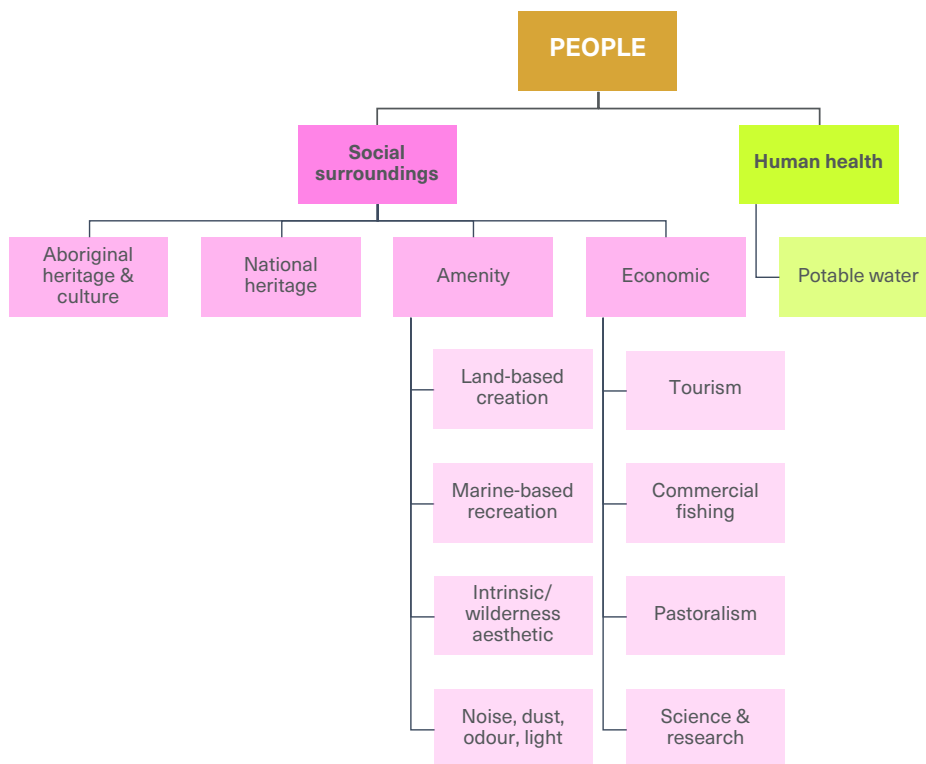 PEOPLE
Social
surroundings
Human health
Aboriginal
heritage &
culture
National
heritage
Amenity
Economic
Potable water
Land-based
creation
Tourism
Marine-based
recreation
Commercial
fishing
Intrinsic/
wilderness
aesthetic
Pastoralism
Noise, dust,
odour, light
Science &
research